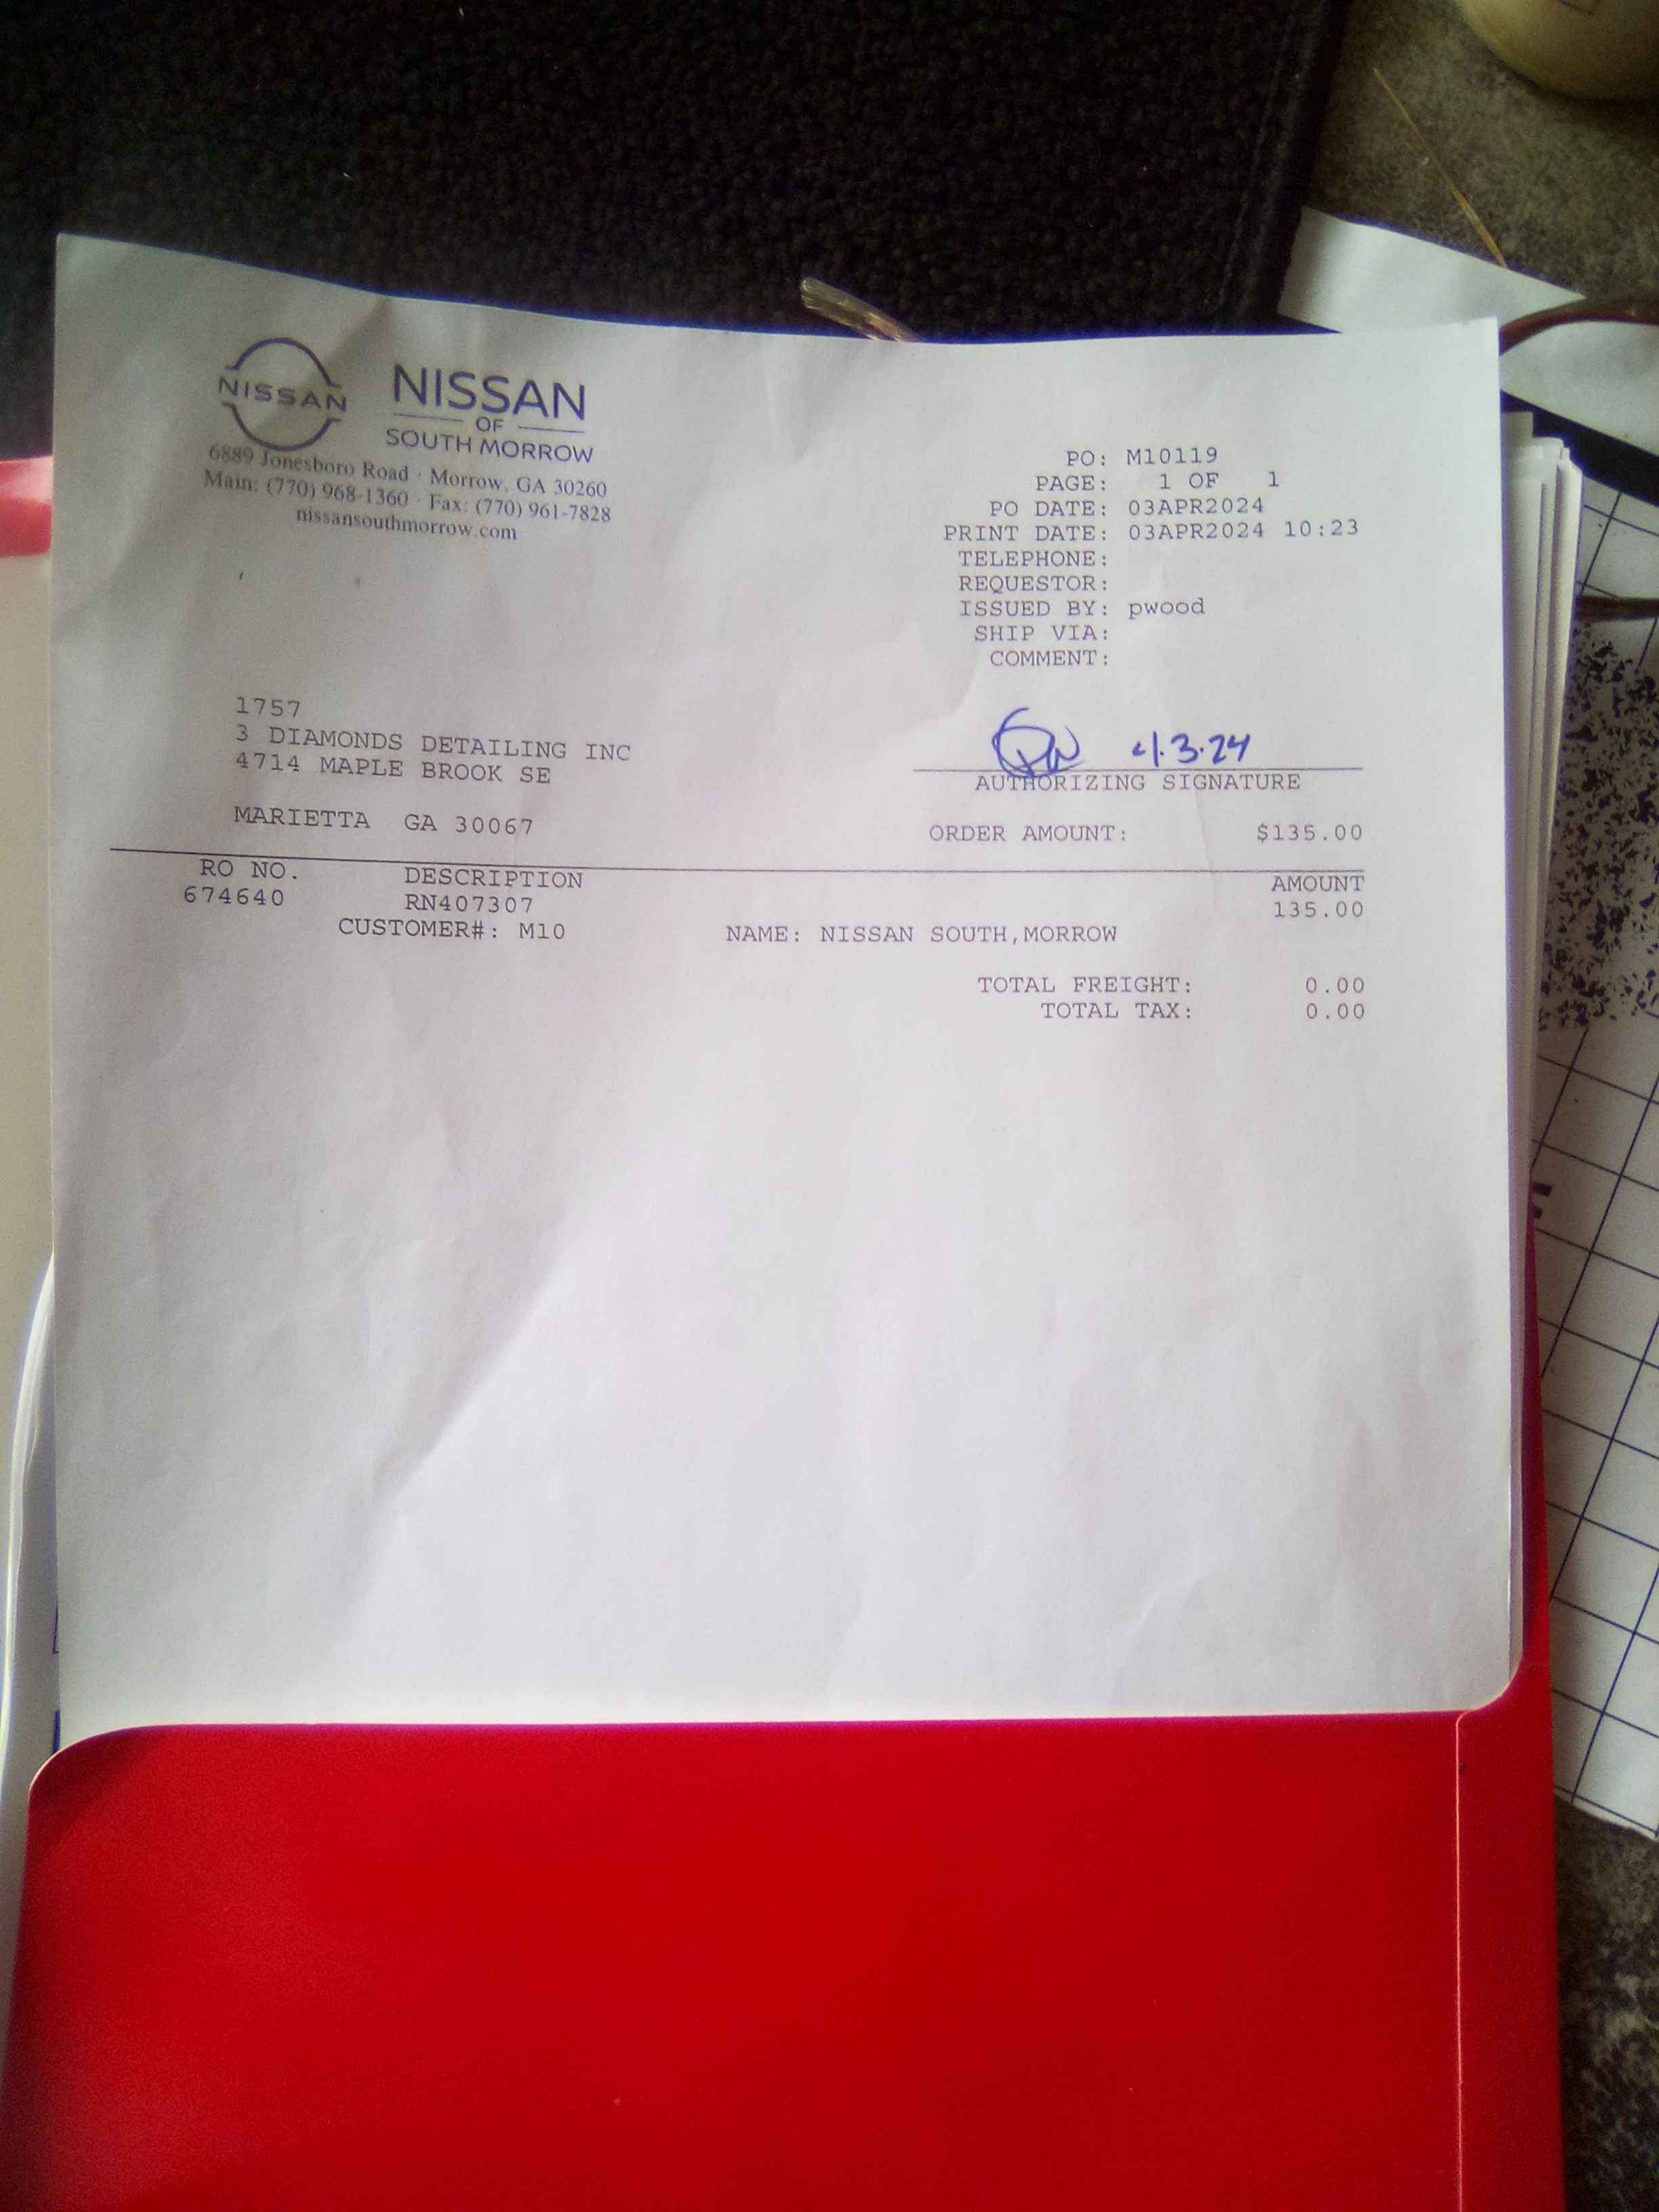 NISSAN
NISSAN
OF
SOUTH MORROW
6889 Jonesboro Road · Morrow, GA 30260
Main: (770) 968-1360 · Fax: (770) 961-7828
nissansouthmorrow.com
PO: M10119
PAGE: 1 OF 1
PO DATE: 03APR2024
PRINT DATE: 03APR2024 10:23
TELEPHONE:
REQUESTOR:
ISSUED BY: pwood
SHIP VIA:
COMMENT:
1757
3 DIAMONDS DETAILING INC
4714 MAPLE BROOK SE
MARIETTA GA 30067
4.3.24
AUTHORIZING SIGNATURE
ORDER AMOUNT: $135.00
RO NO. DESCRIPTION AMOUNT
674640 RN407307 135.00
CUSTOMER#: M10 NAME: NISSAN SOUTH,MORROW
TOTAL FREIGHT: 0.00
TOTAL TAX: 0.00